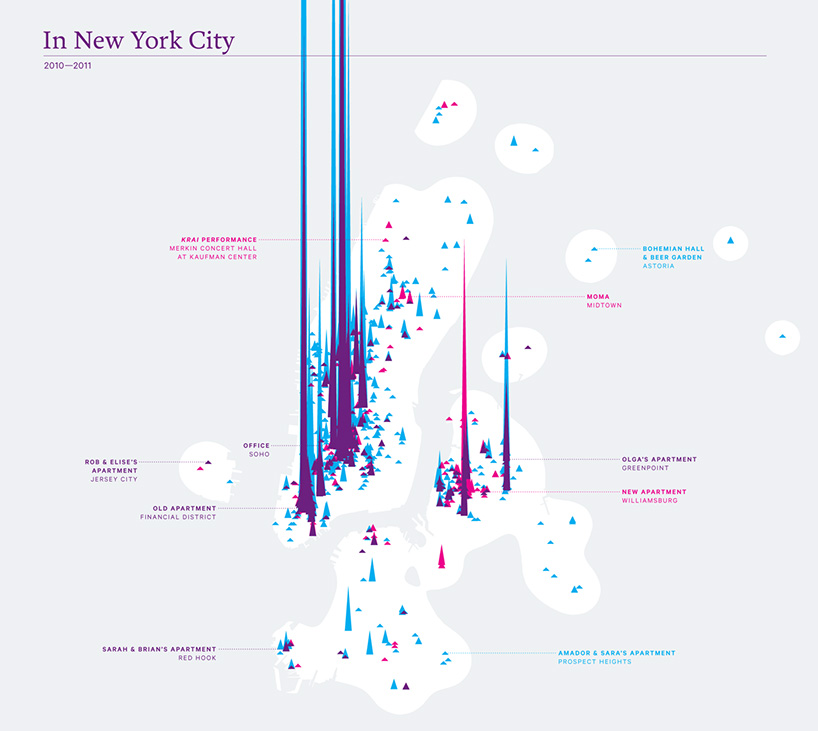 In New York City
2010—2011
KRAI PERFORMANCE
MERKIN CONCERT HALL
AT KAUFMAN CENTER
BOHEMIAN HALL
& BEER GARDEN
ASTORIA
MOMA
MIDTOWN
OFFICE
SOHO
ROB & ELISE'S
APARTMENT
JERSEY CITY
OLGA'S APARTMENT
GREENPOINT
NEW APARTMENT
WILLIAMSBURG
OLD APARTMENT
FINANCIAL DISTRICT
SARAH & BRIAN'S APARTMENT
RED HOOK
AMADOR & SARA'S APARTMENT
PROSPECT HEIGHTS